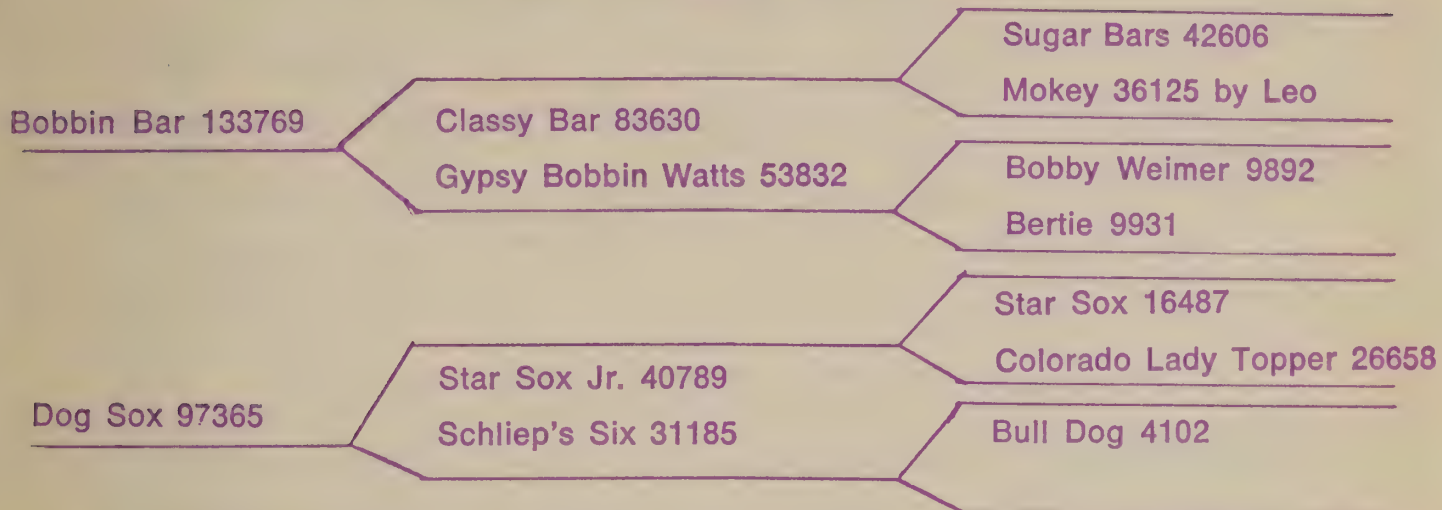 Sugar Bars 42606
Mokey 36125 by Leo
Bobbin Bar 133769
Classy Bar 83630
Gypsy Bobbin Watts 53832
Bobby Weimer 9892
Bertie 9931
Star Sox 16487
Colorado Lady Topper 26658
Dog Sox 97365
Star Sox Jr. 40789
Schliep's Six 31185
Bull Dog 4102